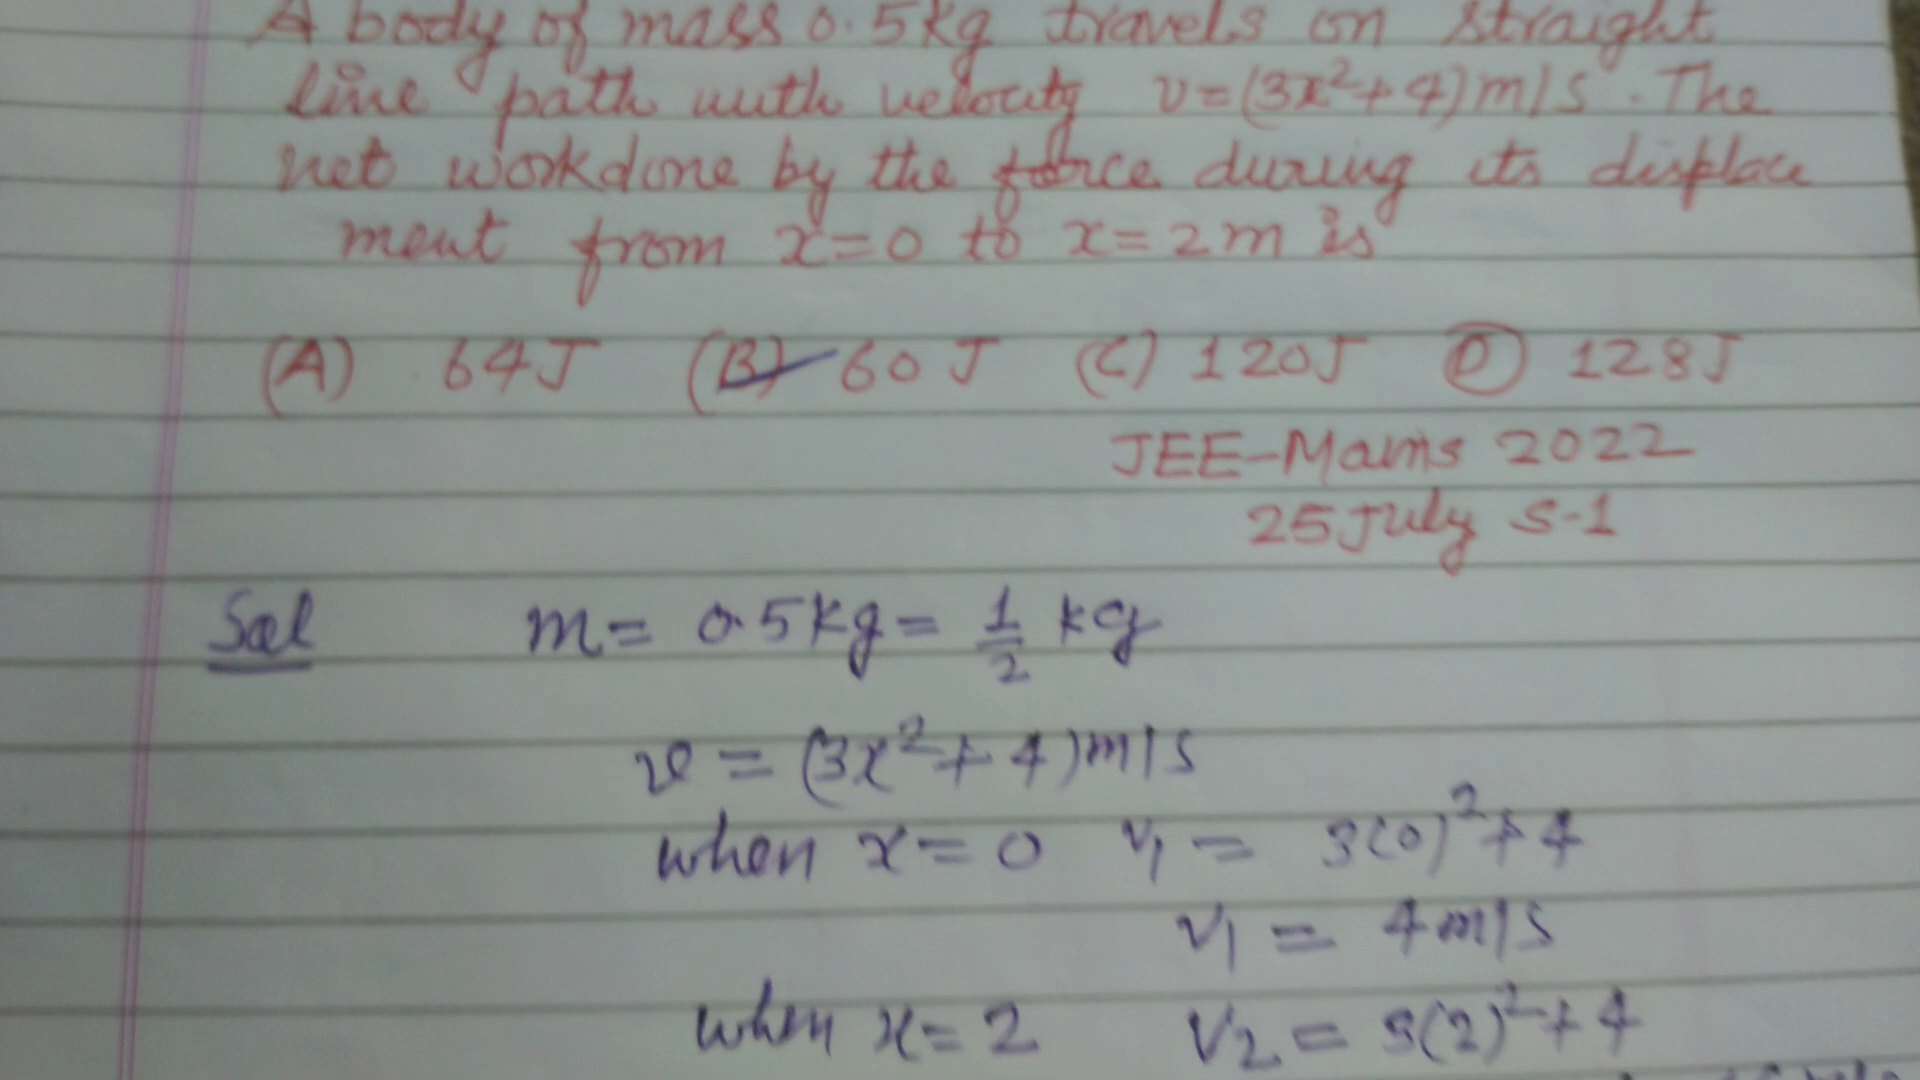 A body of mass 0.5kg travels on straight
line path with velocity v=(3x²+4)m/s. The
net workdone by the force during its displace
ment from x=0 to x=2m is
(A) 64J (B) 60J (C) 120J (D) 128J
JEE-Mains 2022
25 July S-1
Sol m= 0.5kg = 1/2 kg
v = (3x²+4)m/s
when x=0 v₁ = 3(0)²+4
v₁ = 4m/s
when x=2 v₂ = 3(2)²+4